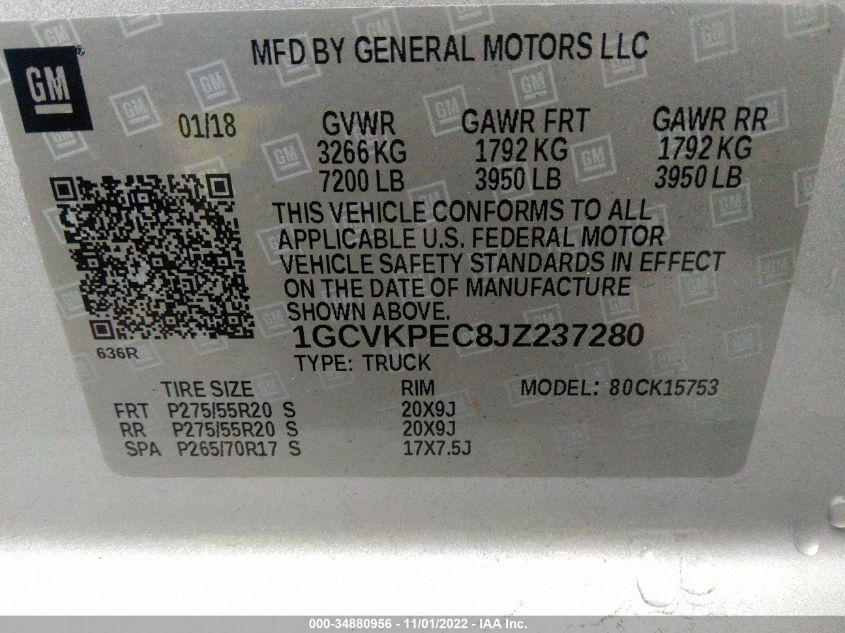 GM
MFD BY GENERAL MOTORS LLC
01/18 GVWR GAWR FRT GAWR RR
3266 KG 1792 KG 1792 KG
7200 LB 3950 LB 3950 LB
THIS VEHICLE CONFORMS TO ALL
APPLICABLE U.S. FEDERAL MOTOR
VEHICLE SAFETY STANDARDS IN EFFECT
ON THE DATE OF MANUFACTURE
SHOWN ABOVE.
636R
1GCVKPEC8JZ237280
TYPE: TRUCK
TIRE SIZE RIM MODEL: 80CK15753
FRT P275/55R20 S 20X9J
RR P275/55R20 S 20X9J
SPA P265/70R17 S 17X7.5J
000-34880956 - 11/01/2022 - IAA Inc.